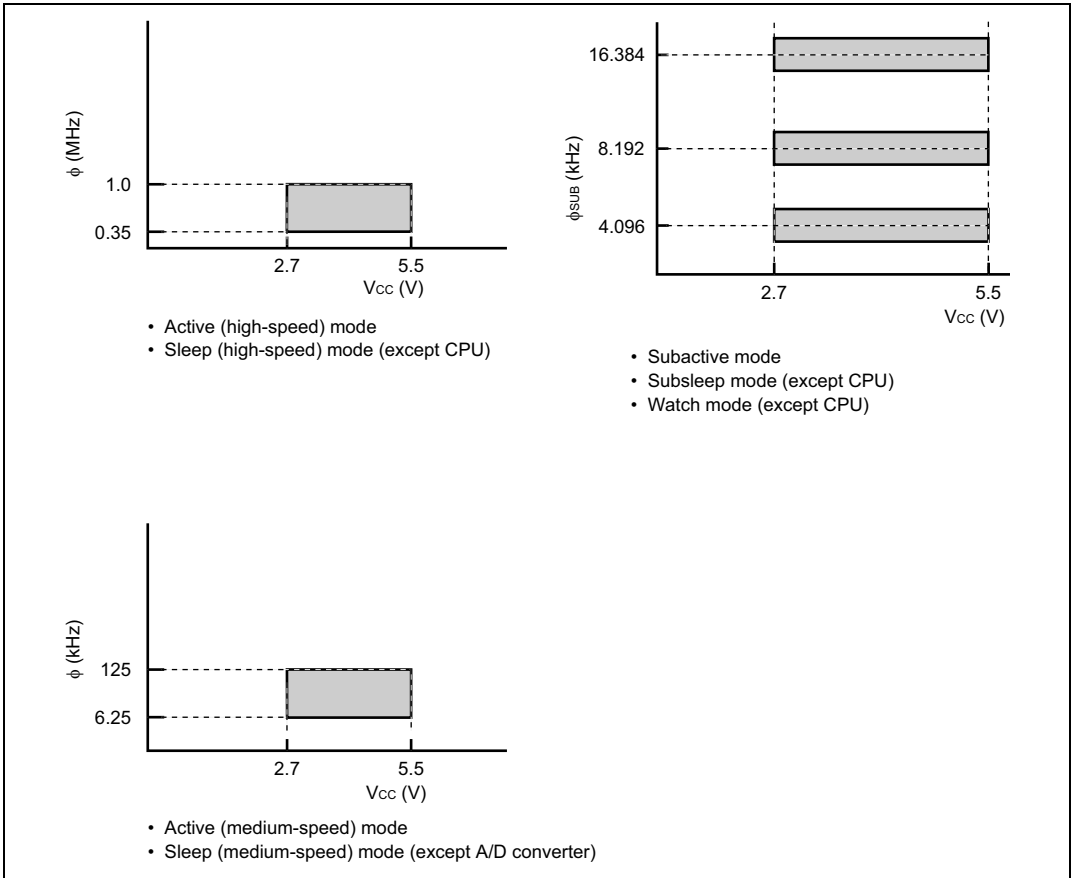 φ (MHz)
1.0
0.35
2.7 5.5
Vcc (V)
• Active (high-speed) mode
• Sleep (high-speed) mode (except CPU)
φSUB (kHz)
16.384
8.192
4.096
2.7 5.5
Vcc (V)
• Subactive mode
• Subsleep mode (except CPU)
• Watch mode (except CPU)
φ (kHz)
125
6.25
2.7 5.5
Vcc (V)
• Active (medium-speed) mode
• Sleep (medium-speed) mode (except A/D converter)